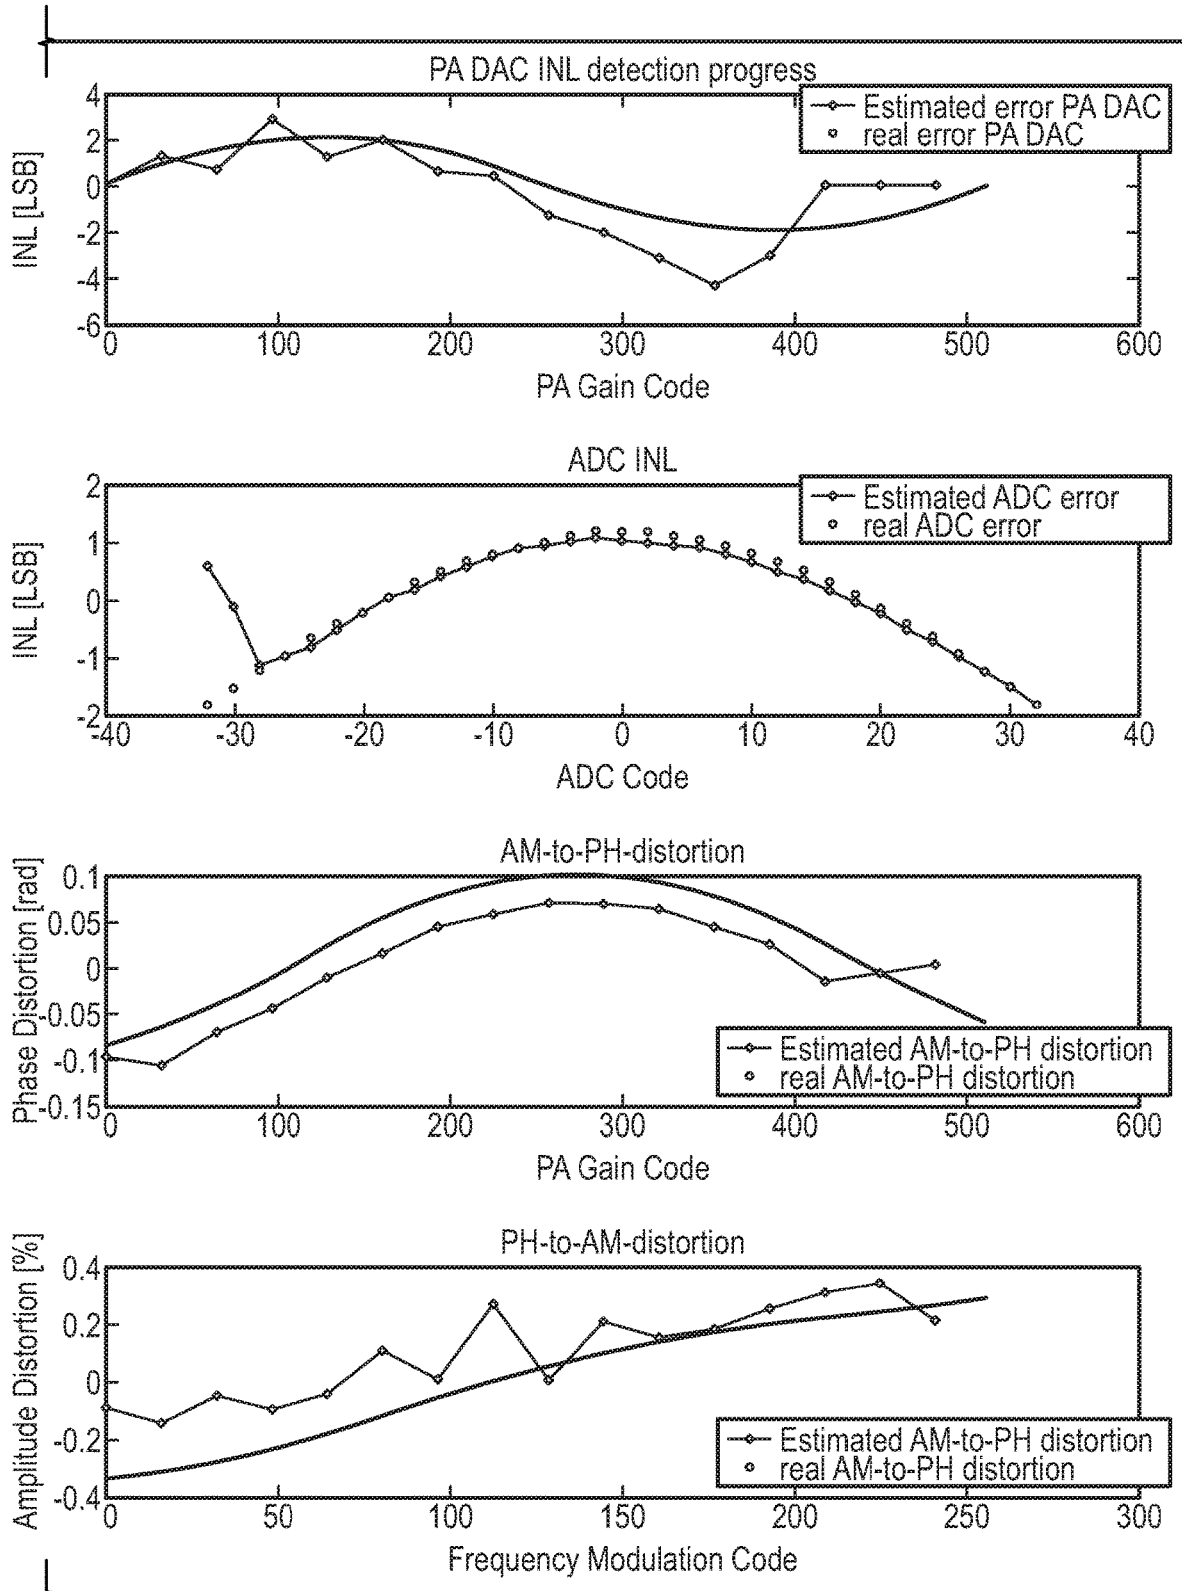 PA DAC INL detection progress
Estimated error PA DAC
real error PA DAC
INL [LSB]
4
2
0
-2
-4
-6
0 100 200 300 400 500 600
PA Gain Code
ADC INL
Estimated ADC error
real ADC error
INL [LSB]
2
1
0
-1
-2
-40 -30 -20 -10 0 10 20 30 40
ADC Code
AM-to-PH-distortion
Phase Distortion [rad]
0.1
0.05
0
-0.05
-0.1
-0.15
Estimated AM-to-PH distortion
real AM-to-PH distortion
0 100 200 300 400 500 600
PA Gain Code
PH-to-AM-distortion
Amplitude Distortion [%]
0.4
0.2
0
-0.2
-0.4
Estimated AM-to-PH distortion
real AM-to-PH distortion
0 50 100 150 200 250 300
Frequency Modulation Code